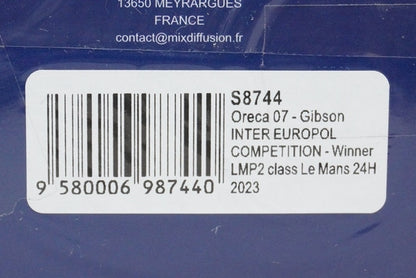 13650 MEYRARGUES
FRANCE
contact@mixdiffusion.fr
S8744
Oreca 07 - Gibson
INTER EUROPOL
COMPETITION - Winner
LMP2 class Le Mans 24H
2023
9 580006 987440